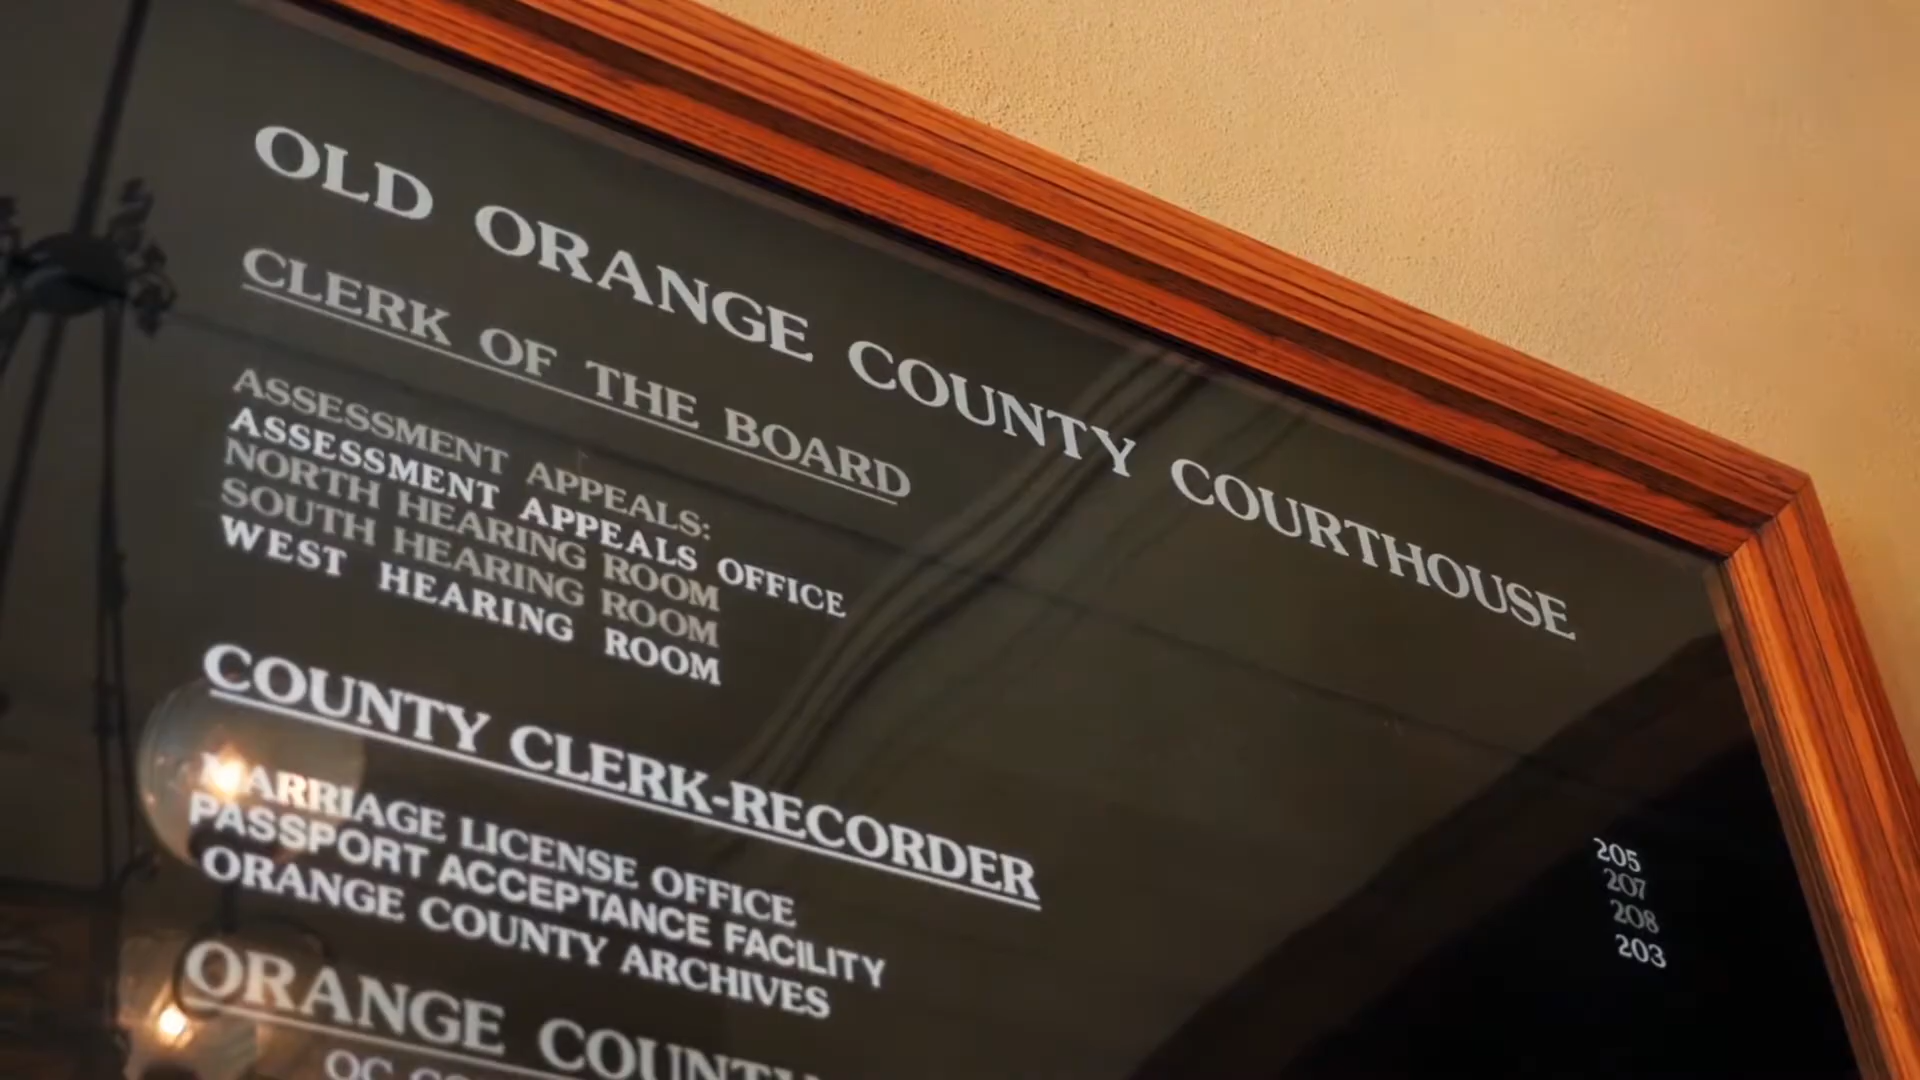 OLD ORANGE COUNTY COURTHOUSE
CLERK OF THE BOARD
ASSESSMENT APPEALS:
ASSESSMENT APPEALS OFFICE 205
NORTH HEARING ROOM 207
SOUTH HEARING ROOM 208
WEST HEARING ROOM 203
COUNTY CLERK-RECORDER
MARRIAGE LICENSE OFFICE
PASSPORT ACCEPTANCE FACILITY
ORANGE COUNTY ARCHIVES
ORANGE COUNTY
OC